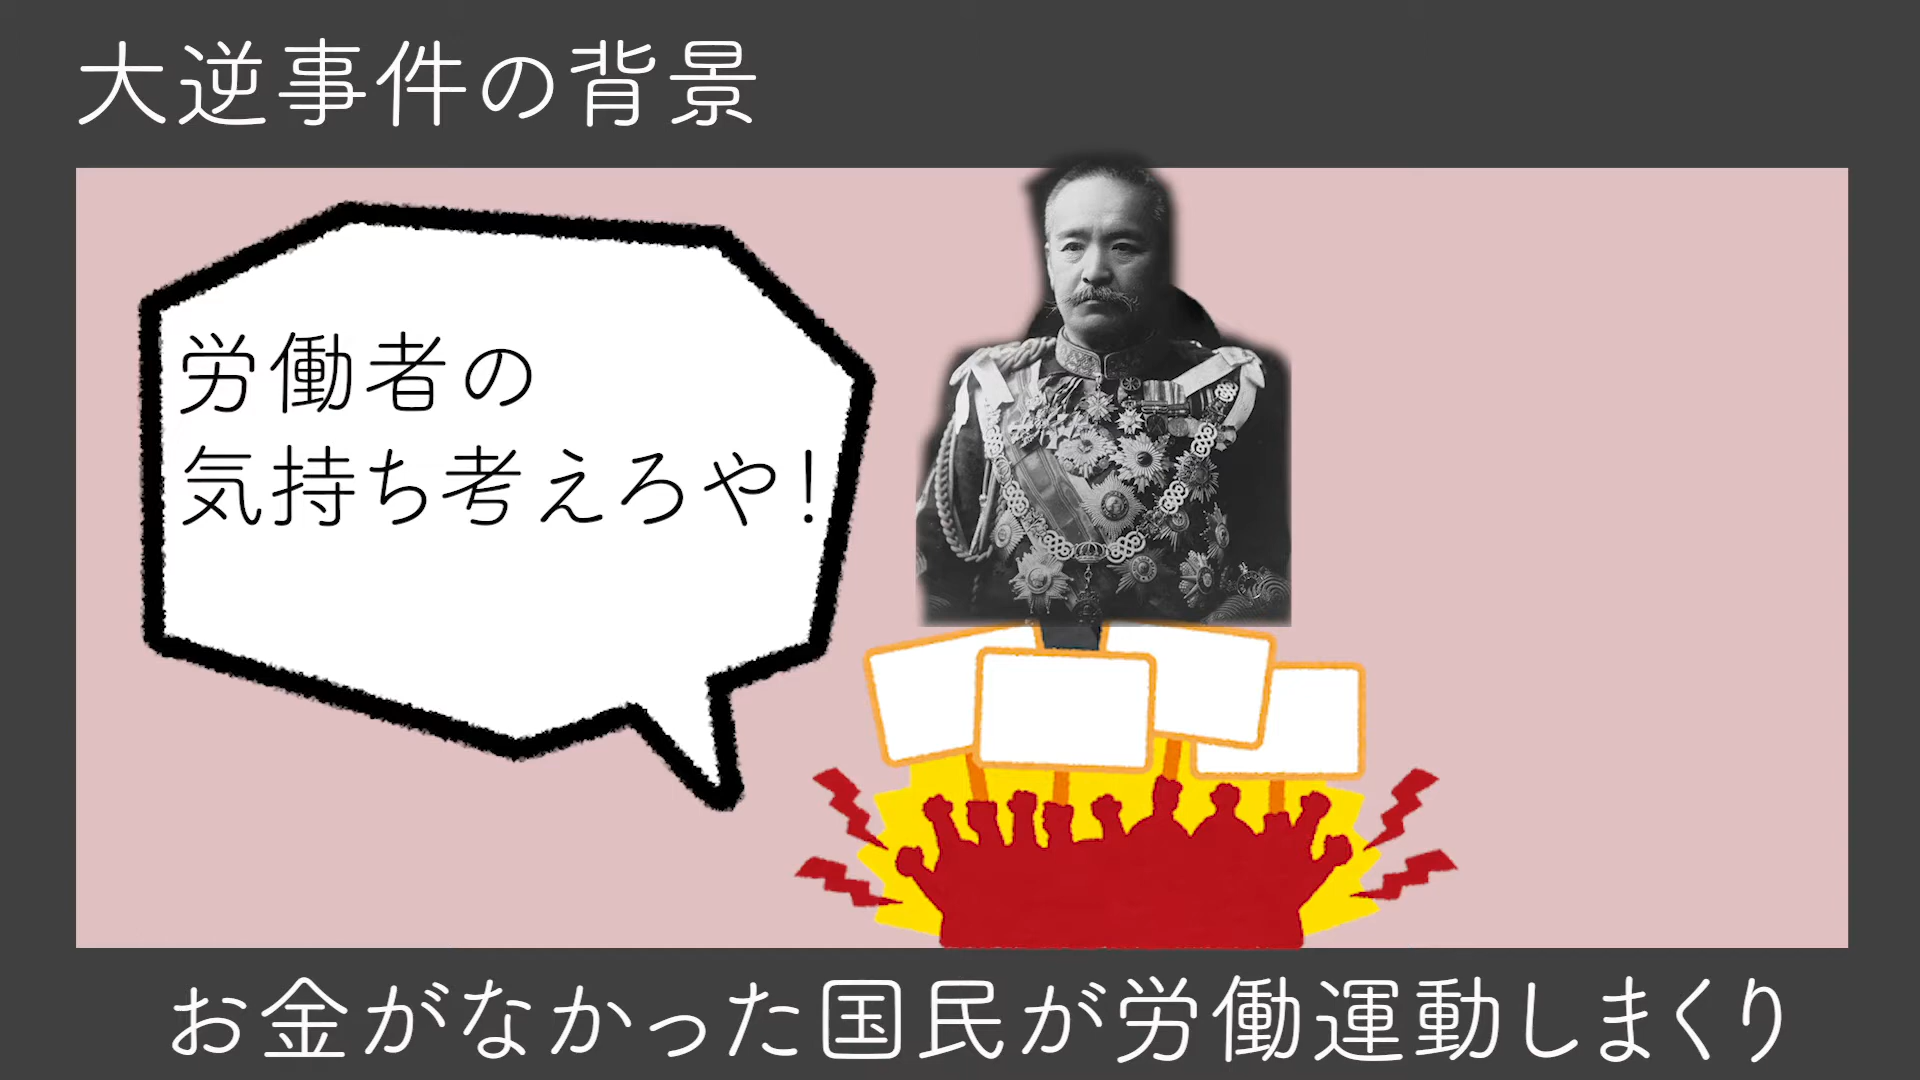 大逆事件の背景
労働者の
気持ち考えろや!
お金がなかった国民が労働運動しまくり